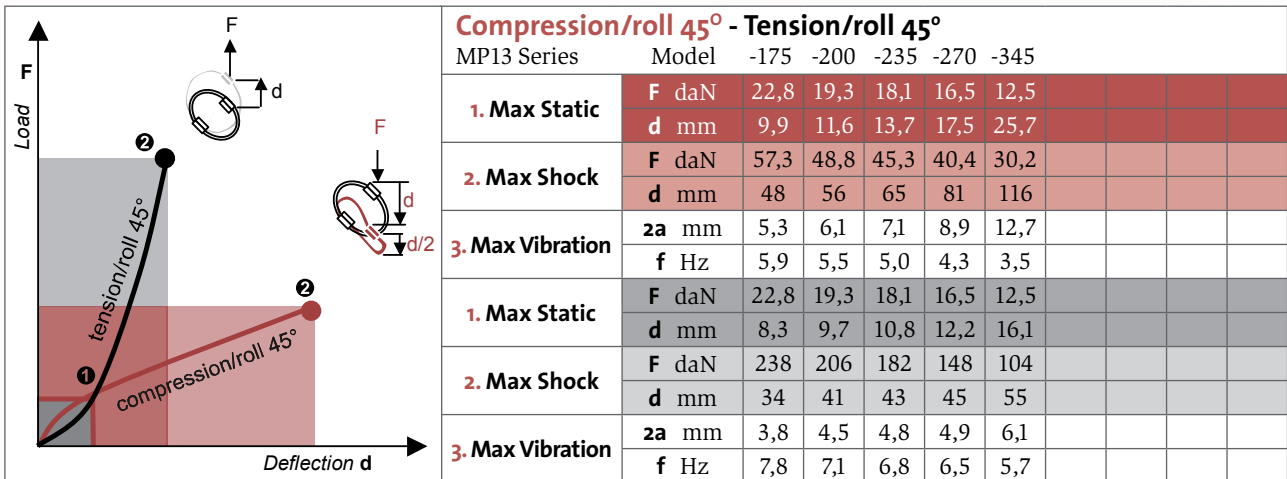 F
Load
F
d
❷
tension/roll 45°
F
d
d/2
❷
❶
compression/roll 45°
Deflection d
Compression/roll 45° - Tension/roll 45°
MP13 Series Model -175 -200 -235 -270 -345
1. Max Static F daN 22,8 19,3 18,1 16,5 12,5
d mm 9,9 11,6 13,7 17,5 25,7
2. Max Shock F daN 57,3 48,8 45,3 40,4 30,2
d mm 48 56 65 81 116
3. Max Vibration 2a mm 5,3 6,1 7,1 8,9 12,7
f Hz 5,9 5,5 5,0 4,3 3,5
1. Max Static F daN 22,8 19,3 18,1 16,5 12,5
d mm 8,3 9,7 10,8 12,2 16,1
2. Max Shock F daN 238 206 182 148 104
d mm 34 41 43 45 55
3. Max Vibration 2a mm 3,8 4,5 4,8 4,9 6,1
f Hz 7,8 7,1 6,8 6,5 5,7